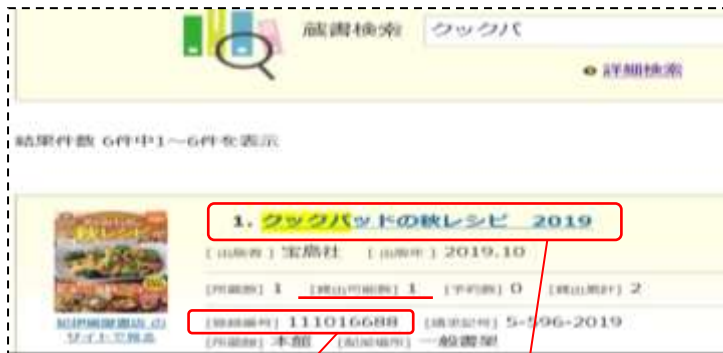 蔵書検索 クックパ
詳細検索
結果件数 6件中1～6件を表示
1. クックパッドの秋レシピ 2019
[出版者] 宝島社 [出版年] 2019.10
[所蔵数] 1 [貸出可能数] 1 [予約数] 0 [貸出累計] 2
[登録番号] 111016688 [請求記号] 5-596-2019
[所蔵館] 本館 [配架場所] 一般書架
紀伊國屋書店 の
サイトで見る
秋レシピ